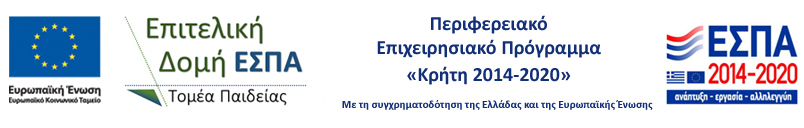 Ευρωπαϊκή Ένωση
Ευρωπαϊκό Κοινωνικό Ταμείο
Επιτελική
Δομή ΕΣΠΑ
Τομέα Παιδείας
Περιφερειακό
Επιχειρησιακό Πρόγραμμα
«Κρήτη 2014-2020»
Με τη συγχρηματοδότηση της Ελλάδας και της Ευρωπαϊκής Ένωσης
ΕΣΠΑ
2014-2020
ανάπτυξη - εργασία - αλληλεγγύη